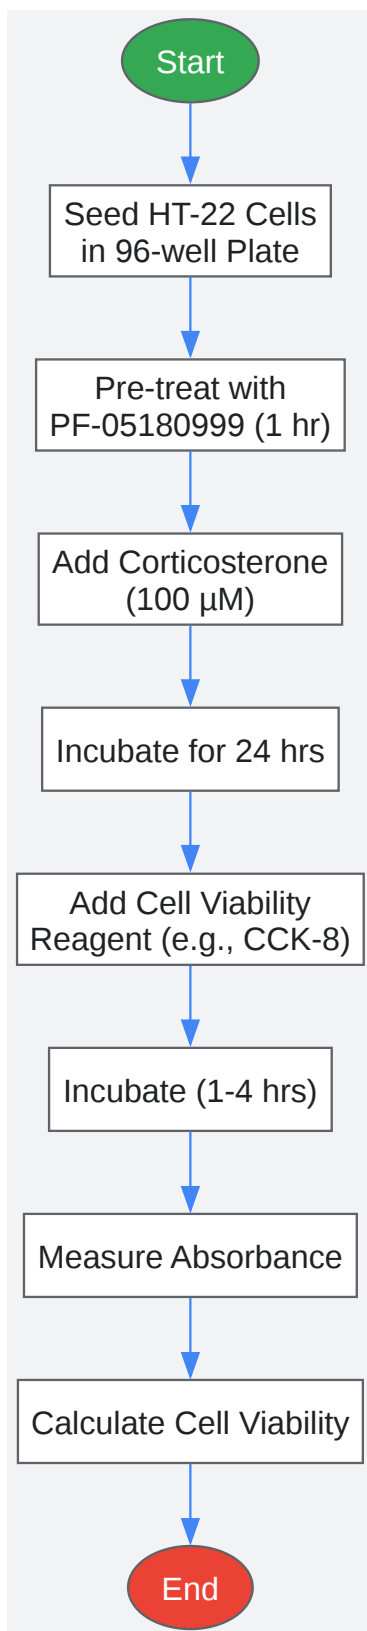 Start
Seed HT-22 Cells
in 96-well Plate
Pre-treat with
PF-05180999 (1 hr)
Add Corticosterone
(100 µM)
Incubate for 24 hrs
Add Cell Viability
Reagent (e.g., CCK-8)
Incubate (1-4 hrs)
Measure Absorbance
Calculate Cell Viability
End